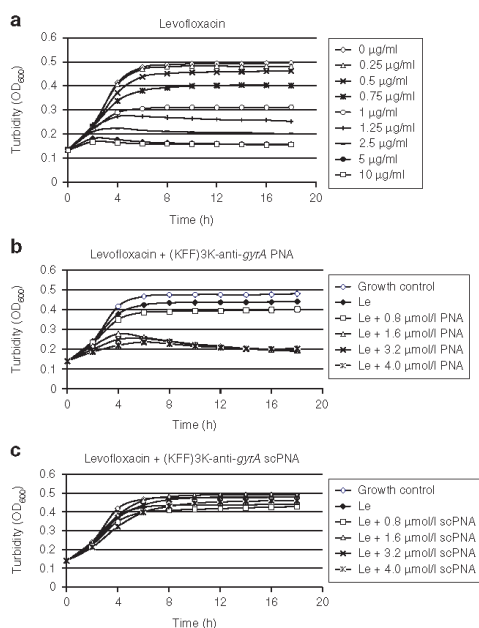 a
Levofloxacin
Turbidity (OD600)
0.6
0.5
0.4
0.3
0.2
0.1
0
0 4 8 12 16 20
Time (h)
0 μg/ml
0.25 μg/ml
0.5 μg/ml
0.75 μg/ml
1 μg/ml
1.25 μg/ml
2.5 μg/ml
5 μg/ml
10 μg/ml
b
Levofloxacin + (KFF)3K-anti-gyrA PNA
Turbidity (OD600)
0.6
0.5
0.4
0.3
0.2
0.1
0
0 4 8 12 16 20
Time (h)
Growth control
Le
Le + 0.8 μmol/l PNA
Le + 1.6 μmol/l PNA
Le + 3.2 μmol/l PNA
Le + 4.0 μmol/l PNA
c
Levofloxacin + (KFF)3K-anti-gyrA scPNA
Turbidity (OD600)
0.6
0.5
0.4
0.3
0.2
0.1
0
0 4 8 12 16 20
Time (h)
Growth control
Le
Le + 0.8 μmol/l scPNA
Le + 1.6 μmol/l scPNA
Le + 3.2 μmol/l scPNA
Le + 4.0 μmol/l scPNA